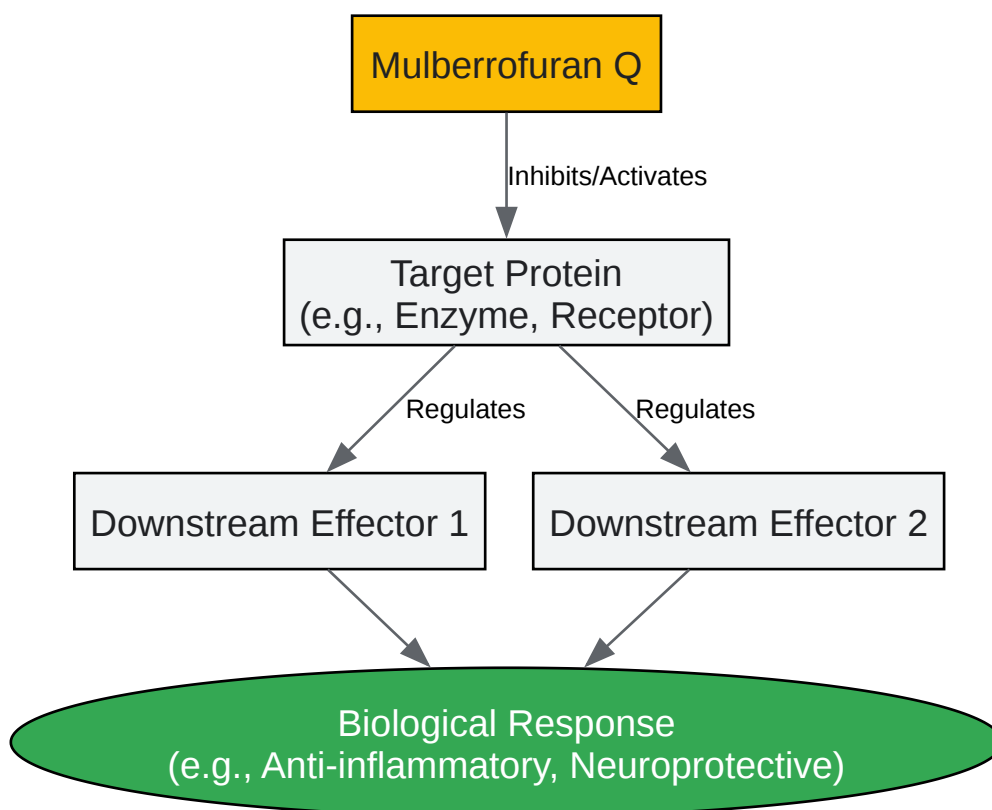 Mulberrofuran Q
Inhibits/Activates
Target Protein
(e.g., Enzyme, Receptor)
Regulates
Regulates
Downstream Effector 1
Downstream Effector 2
Biological Response
(e.g., Anti-inflammatory, Neuroprotective)